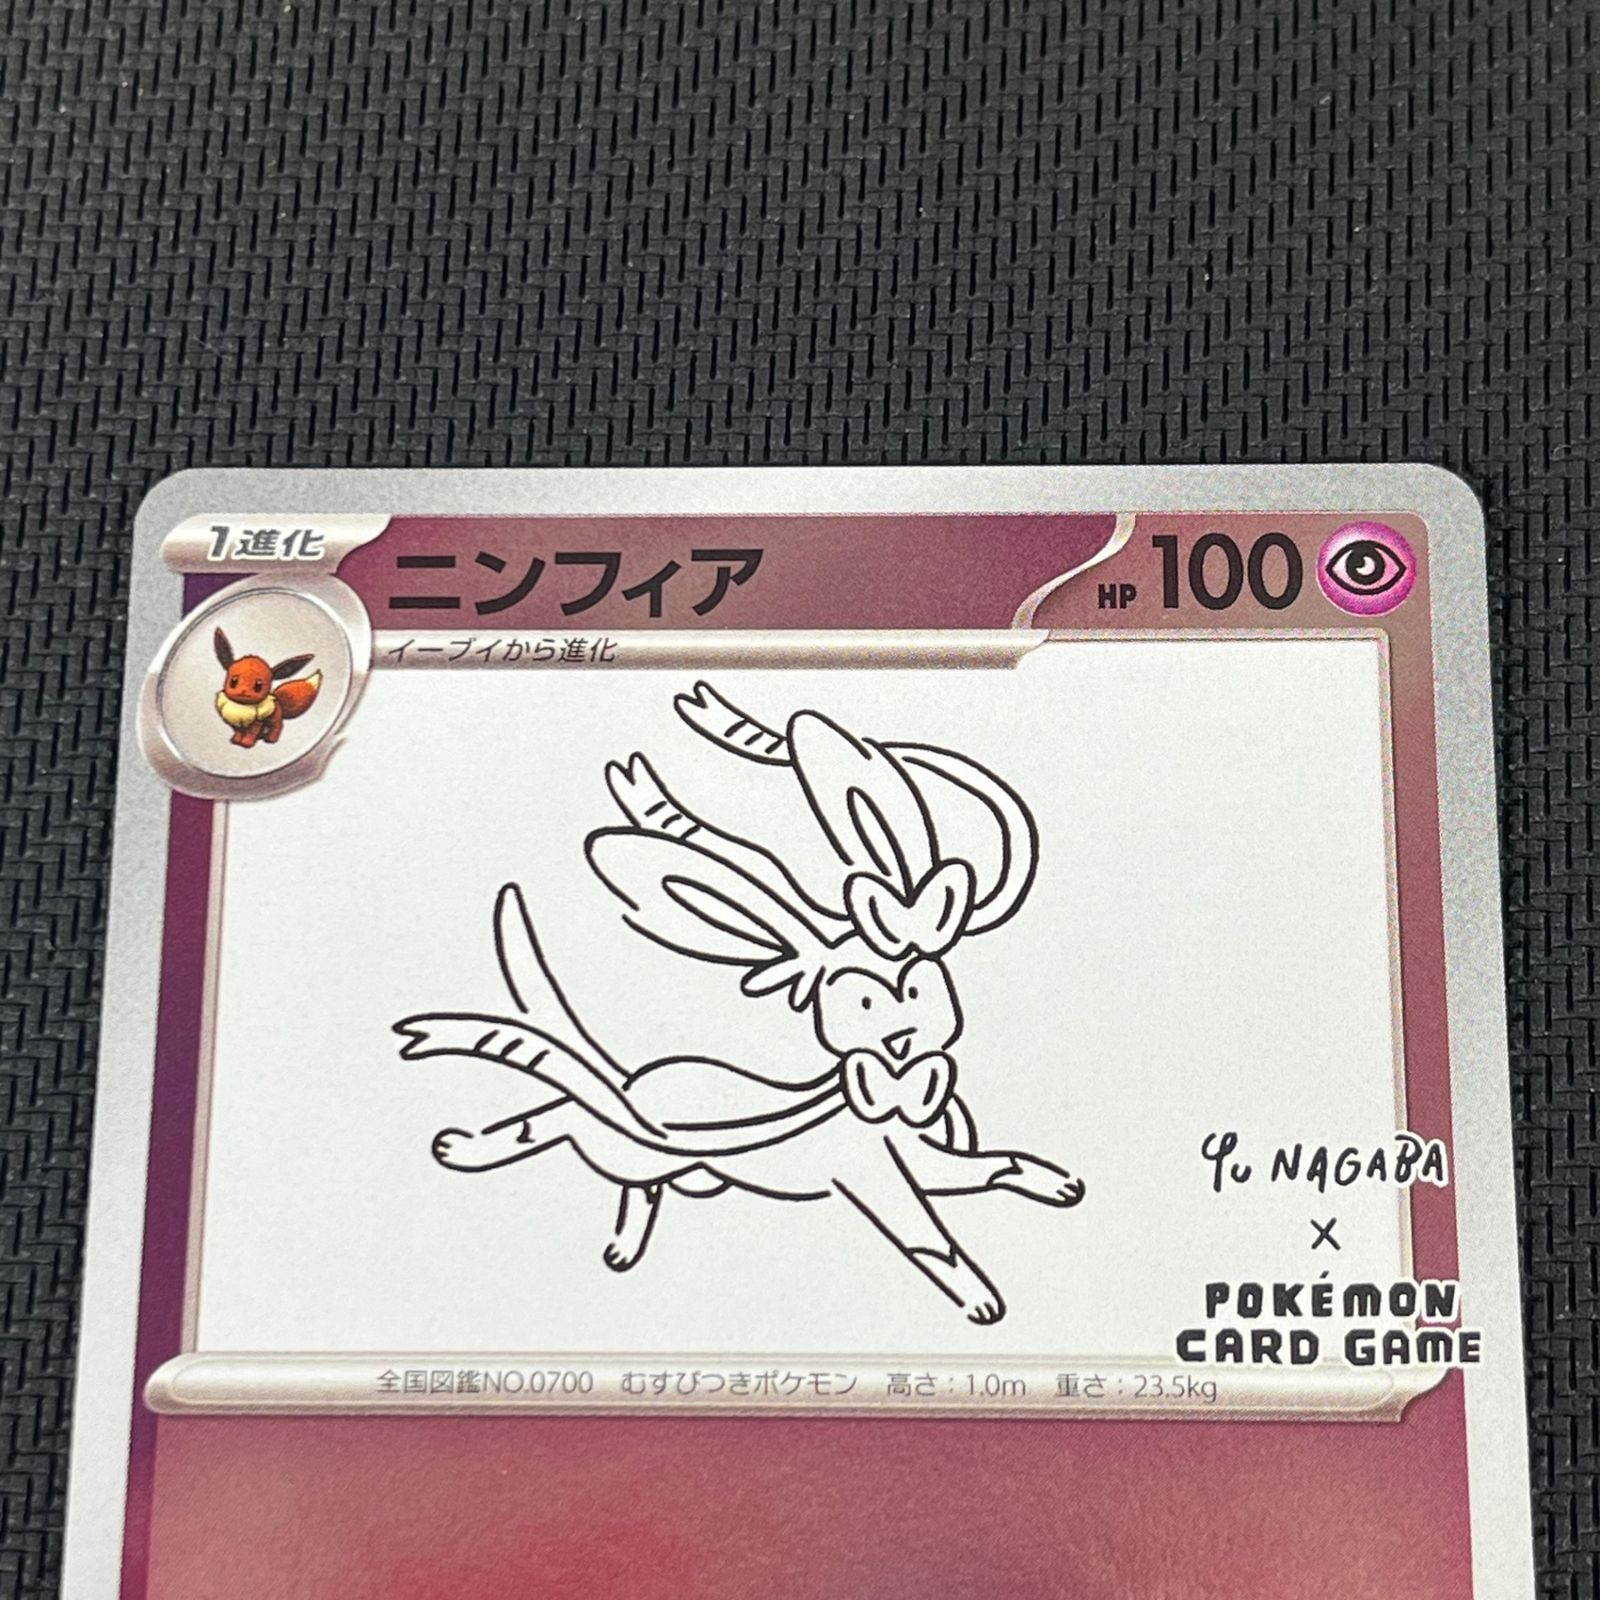 1進化
ニンフィア
HP 100
イーブイから進化
Yu NAGABA
×
POKÉMON
CARD GAME
全国図鑑NO.0700 むすびつきポケモン 高さ：1.0m 重さ：23.5kg